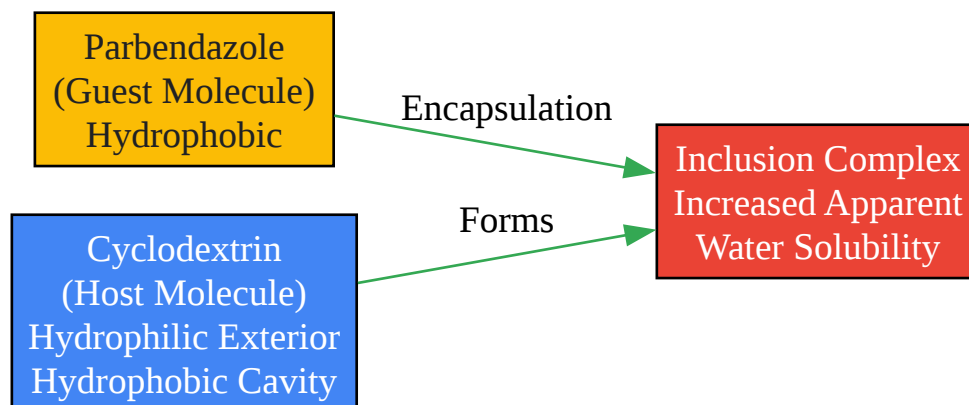 Parbendazole
(Guest Molecule)
Hydrophobic
Encapsulation
Cyclodextrin
(Host Molecule)
Hydrophilic Exterior
Hydrophobic Cavity
Forms
Inclusion Complex
Increased Apparent
Water Solubility